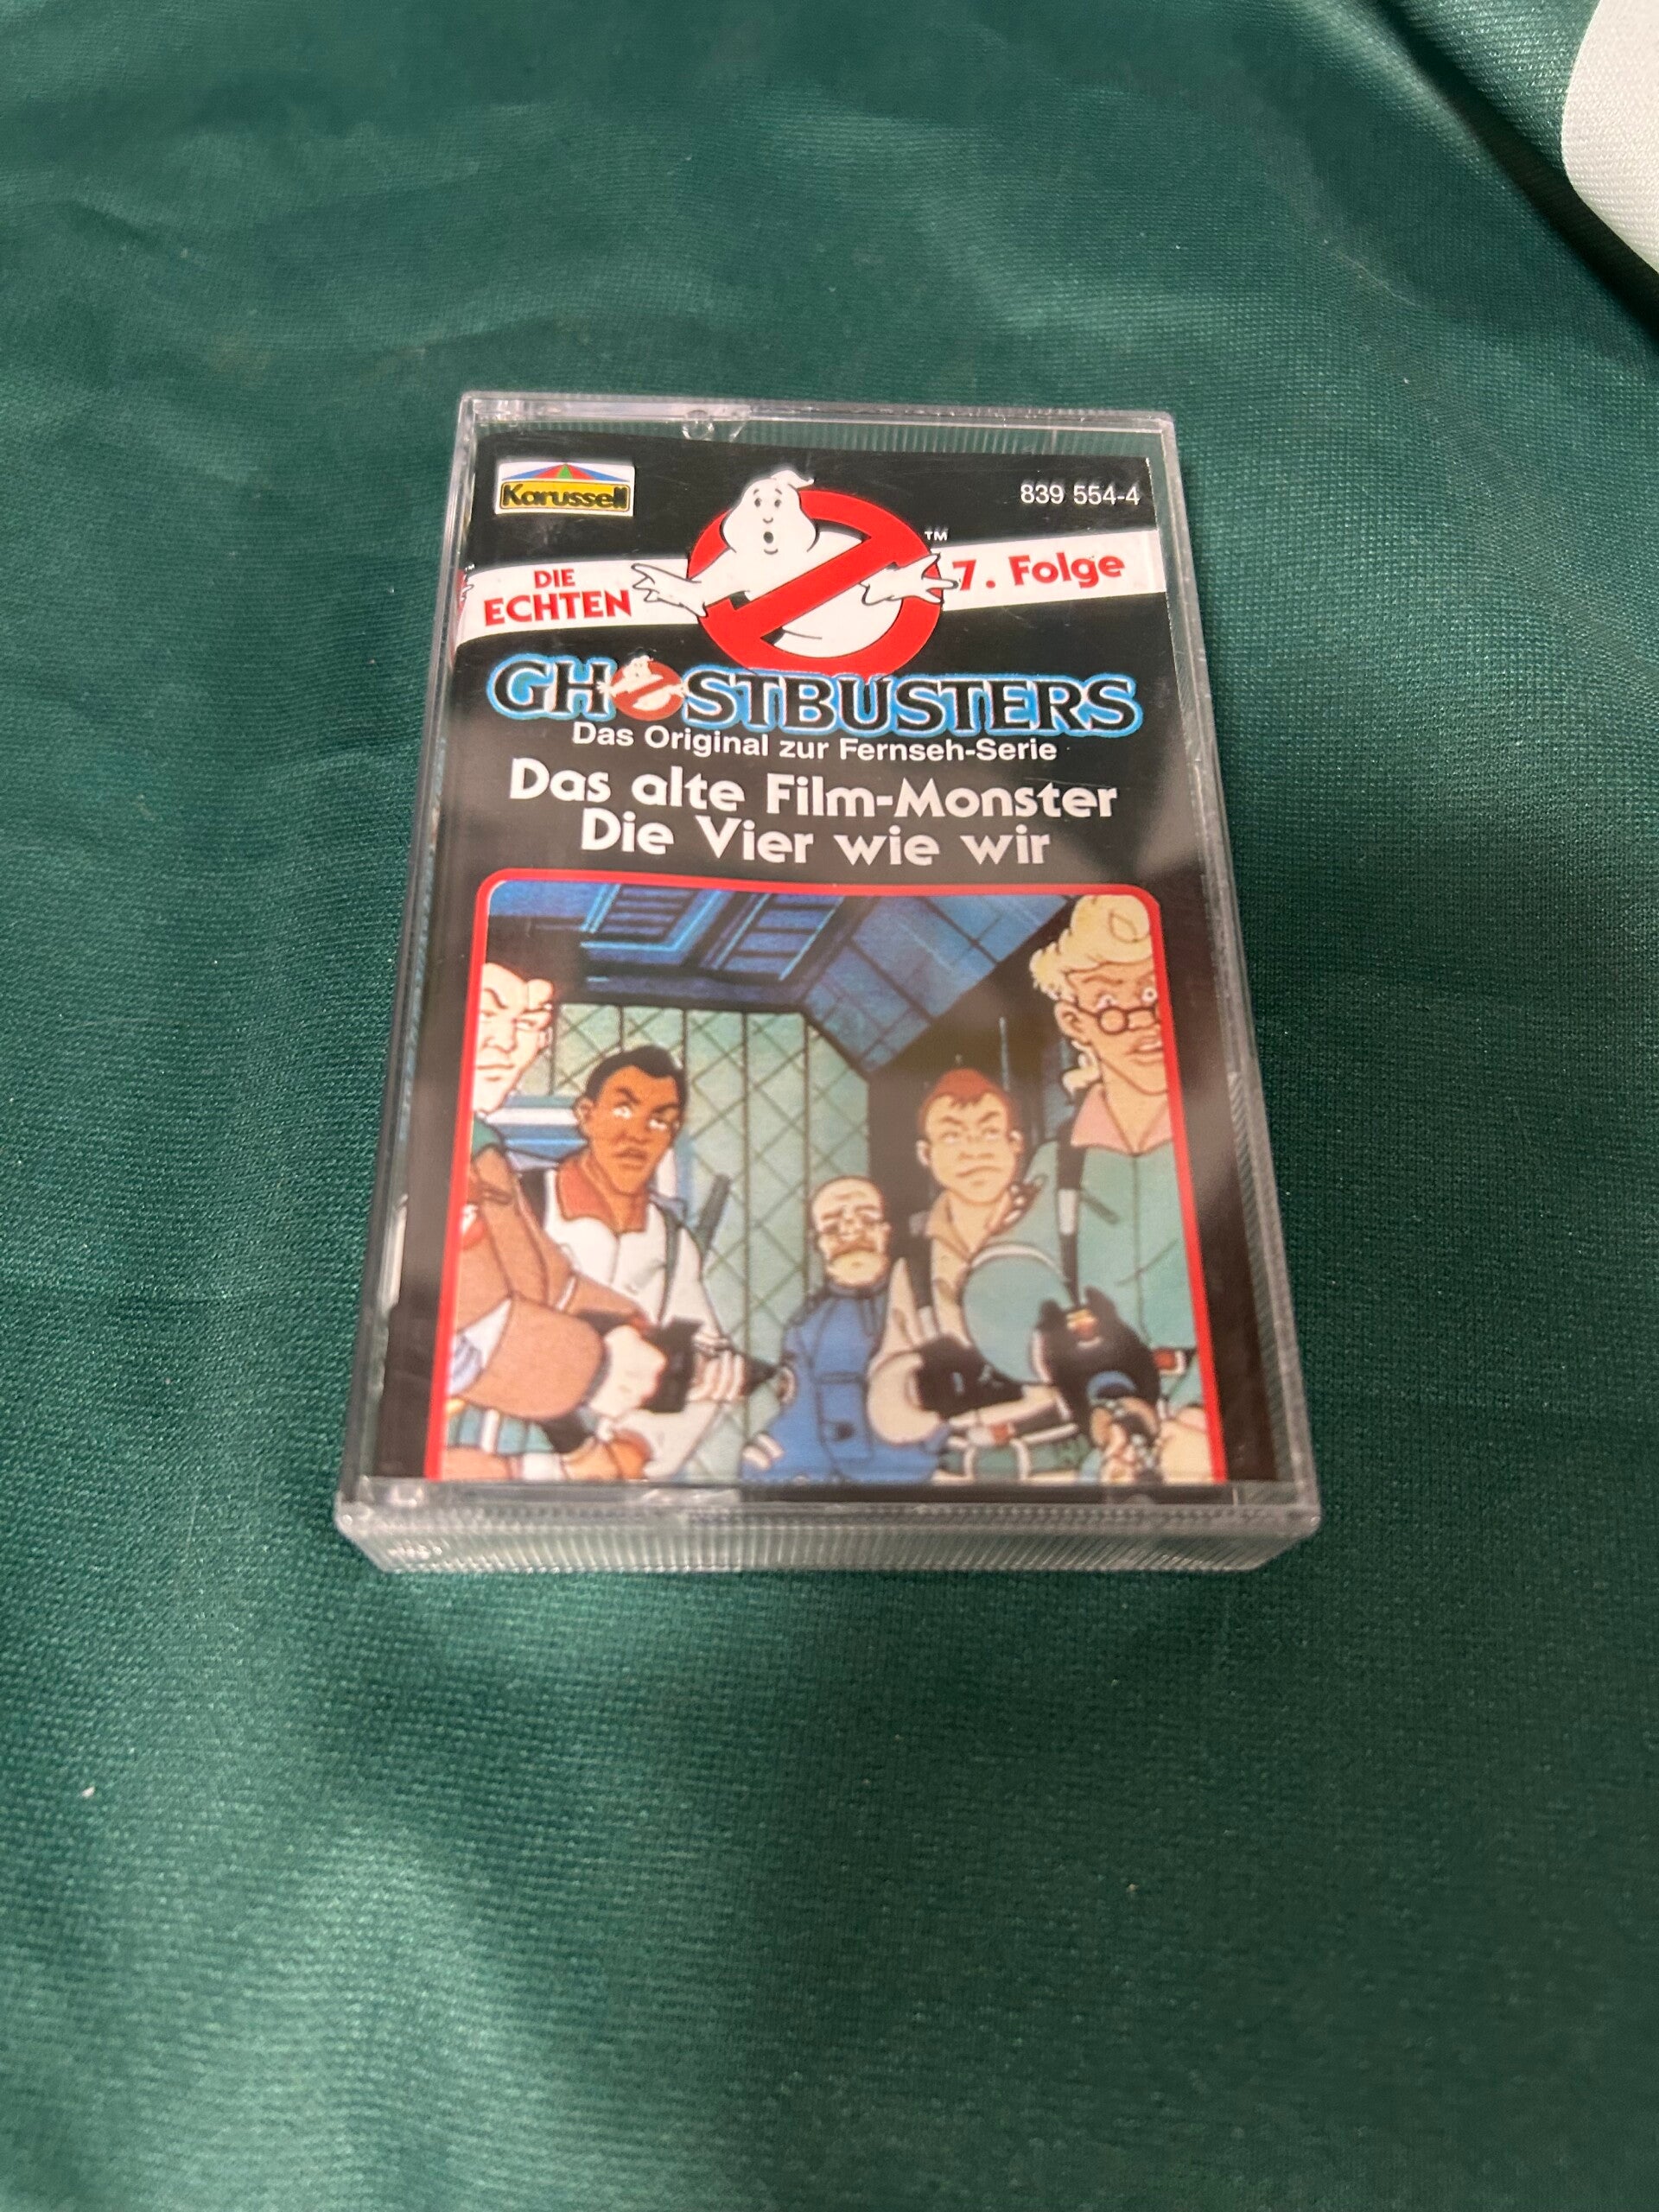 Karussell
839 554-4
DIE
ECHTEN
TM
7. Folge
GHOSTBUSTERS
Das Original zur Fernseh-Serie
Das alte Film-Monster
Die Vier wie wir